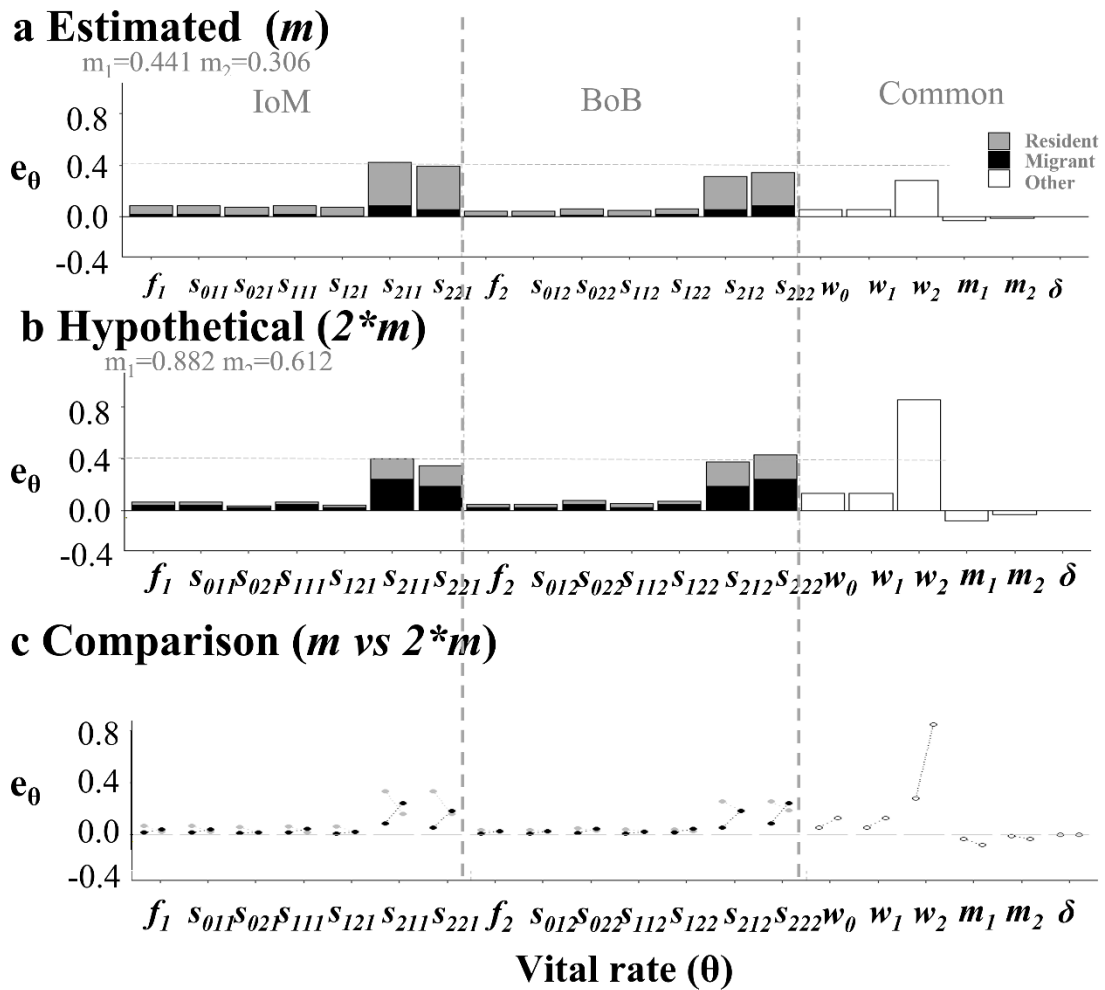 a Estimated (m)
m1=0.441 m2=0.306
IoM BoB Common
0.8
0.4
0.0
-0.4
eθ
Resident
Migrant
Other
f1 s011 s021 s111 s121 s211 s221 f2 s012 s022 s112 s122 s212 s222 w0 w1 w2 m1 m2 δ
b Hypothetical (2*m)
m1=0.882 m2=0.612
0.8
0.4
0.0
-0.4
eθ
f1 s011 s021 s111 s121 s211 s221 f2 s012 s022 s112 s122 s212 s222 w0 w1 w2 m1 m2 δ
c Comparison (m vs 2*m)
0.8
0.4
0.0
-0.4
eθ
f1 s011 s021 s111 s121 s211 s221 f2 s012 s022 s112 s122 s212 s222 w0 w1 w2 m1 m2 δ
Vital rate (θ)